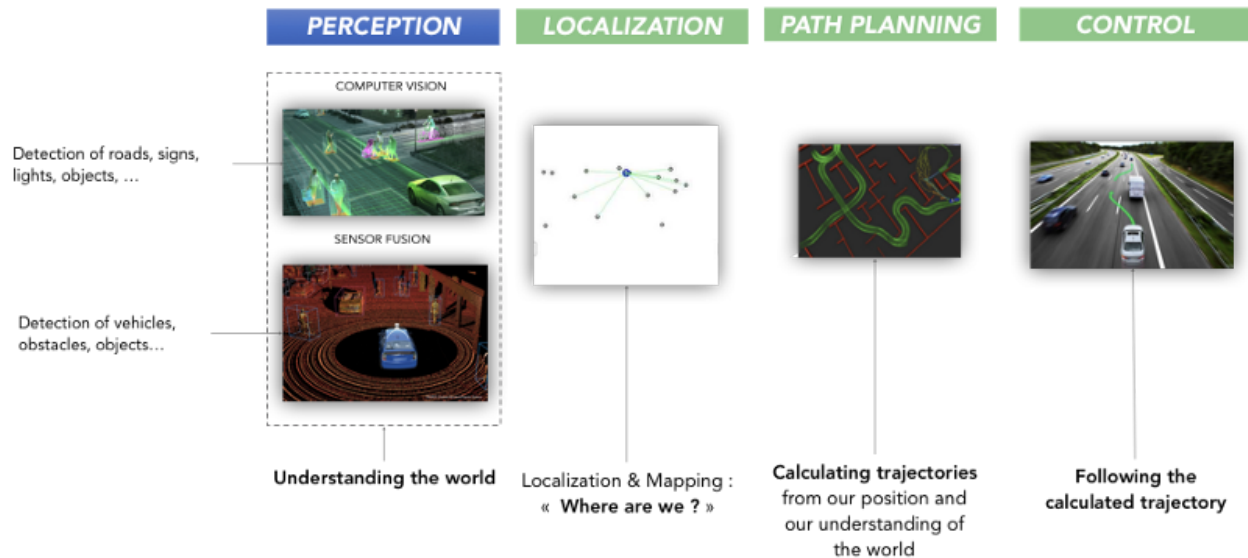 PERCEPTION
LOCALIZATION
PATH PLANNING
CONTROL
COMPUTER VISION
Detection of roads, signs,
lights, objects, …
SENSOR FUSION
Detection of vehicles,
obstacles, objects…
Understanding the world
Localization & Mapping :
« Where are we ? »
Calculating trajectories
from our position and
our understanding of
the world
Following the
calculated trajectory